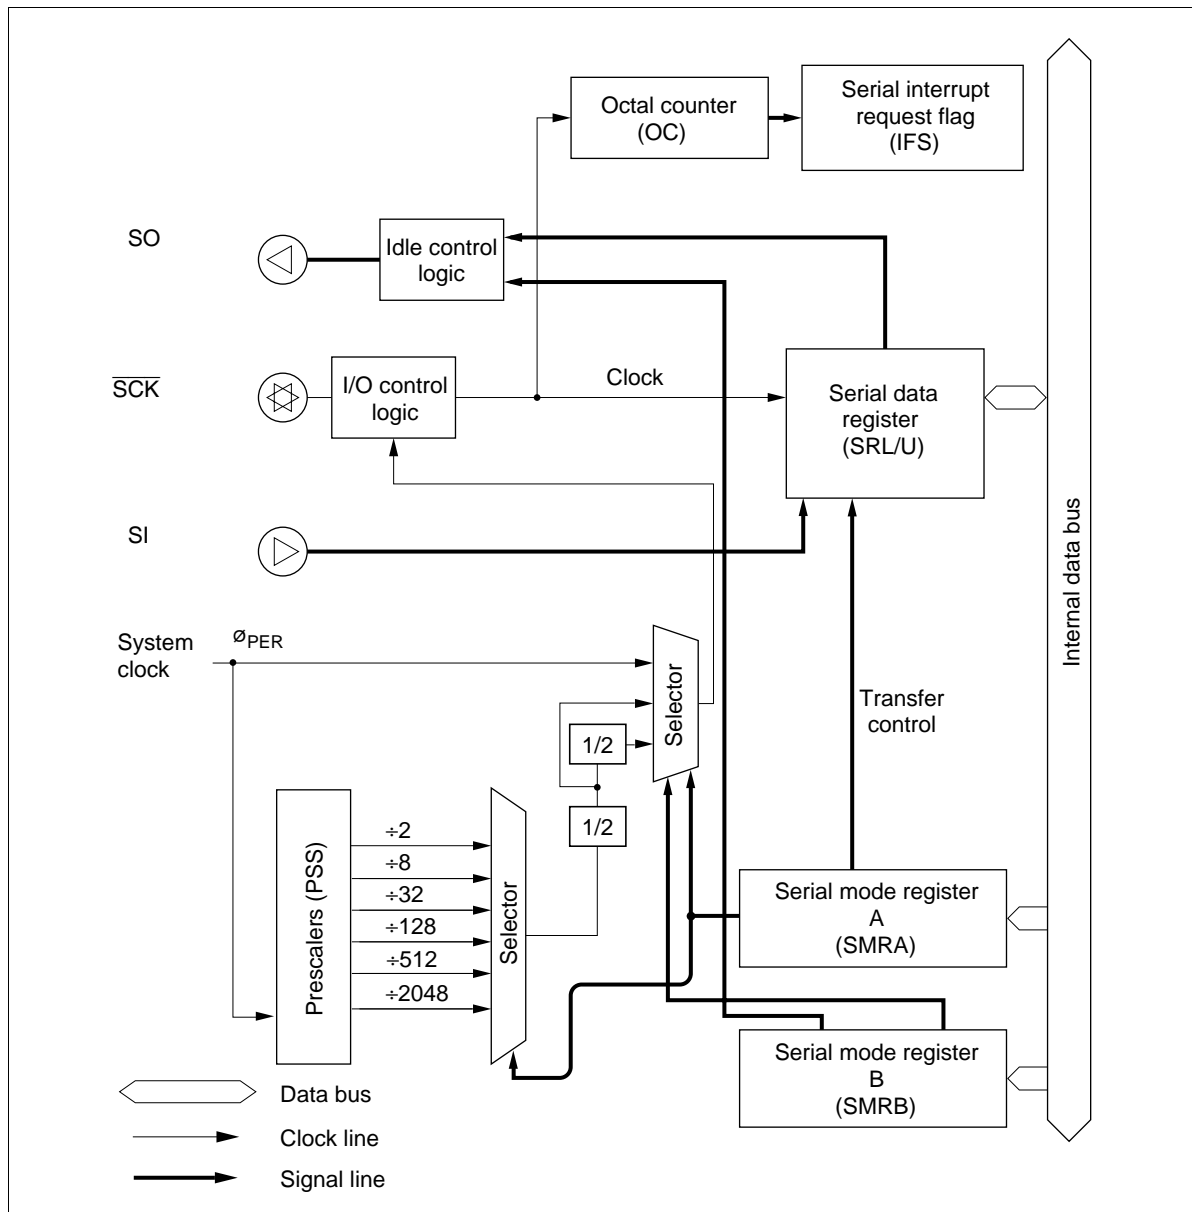 Octal counter
(OC)
Serial interrupt
request flag
(IFS)
SO
Idle control
logic
SCK
I/O control
logic
Clock
Serial data
register
(SRL/U)
SI
Internal data bus
System
clock
øPER
Selector
Transfer
control
1/2
1/2
Prescalers (PSS)
÷2
÷8
÷32
÷128
÷512
÷2048
Selector
Serial mode register
A
(SMRA)
Serial mode register
B
(SMRB)
Data bus
Clock line
Signal line